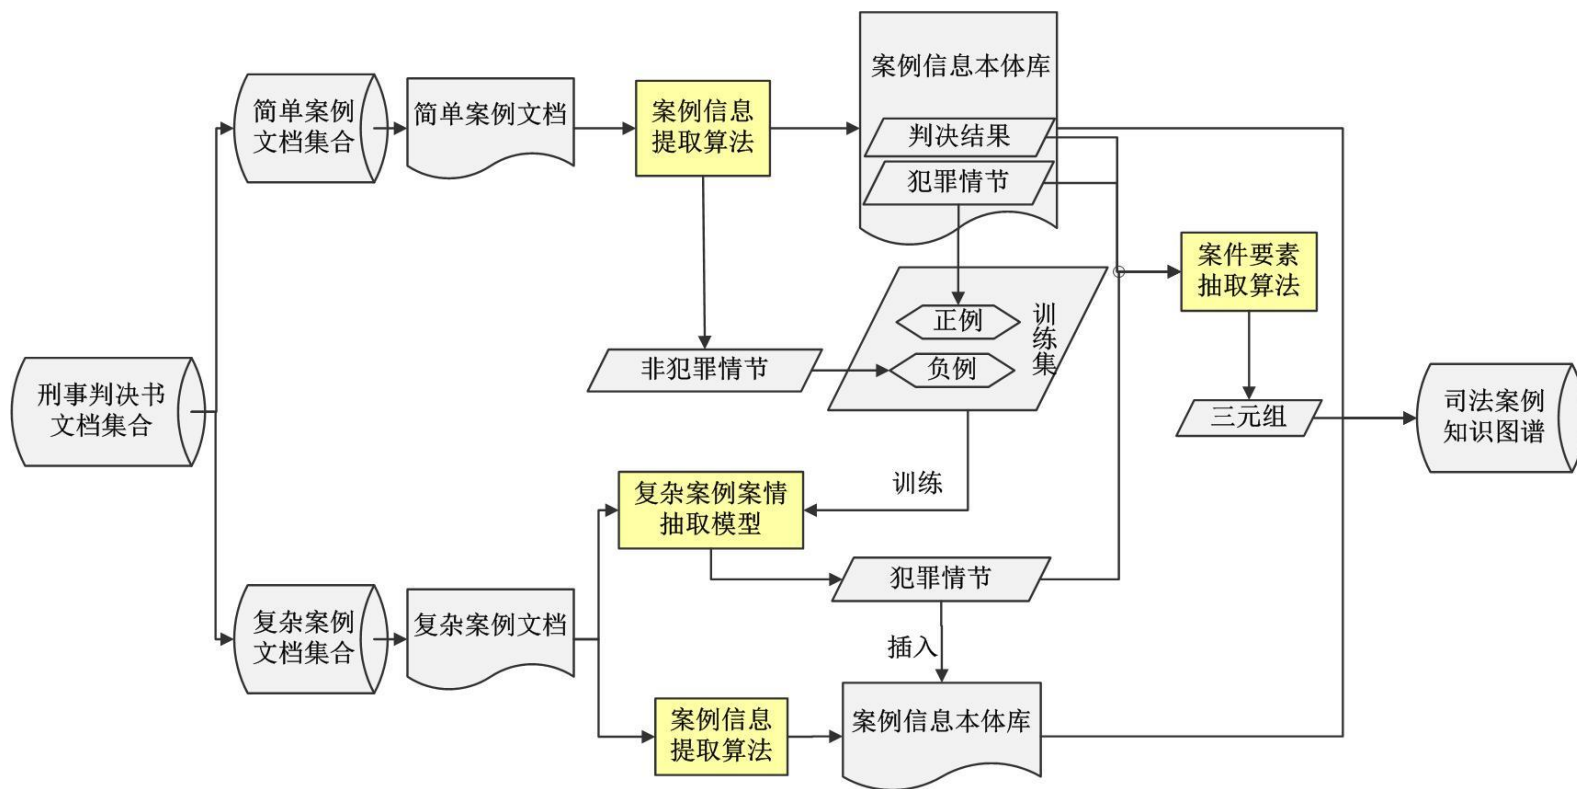 案例信息本体库
简单案例
文档集合
简单案例文档
案例信息
提取算法
判决结果
犯罪情节
案件要素
抽取算法
正例
训练集
负例
非犯罪情节
刑事判决书
文档集合
三元组
司法案例
知识图谱
训练
复杂案例案情
抽取模型
犯罪情节
复杂案例
文档集合
复杂案例文档
插入
案例信息
提取算法
案例信息本体库